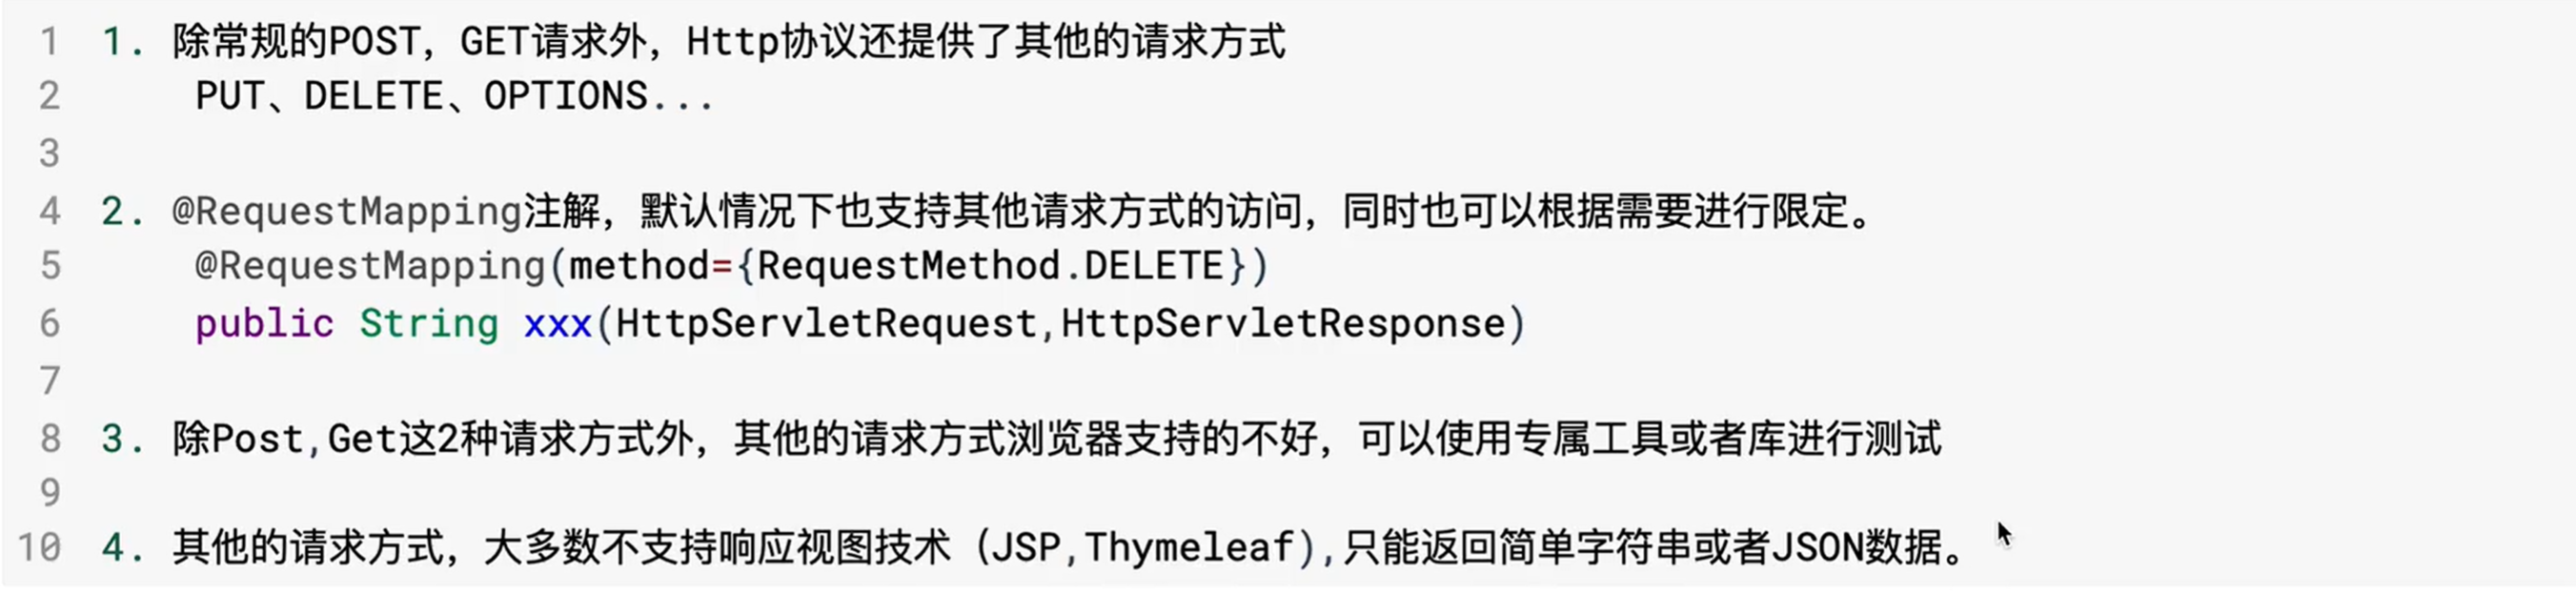 1 1. 除常规的POST，GET请求外，Http协议还提供了其他的请求方式
2 PUT、DELETE、OPTIONS...
3
4 2. @RequestMapping注解，默认情况下也支持其他请求方式的访问，同时也可以根据需要进行限定。
5 @RequestMapping(method={RequestMethod.DELETE})
6 public String xxx(HttpServletRequest,HttpServletResponse)
7
8 3. 除Post,Get这2种请求方式外，其他的请求方式浏览器支持的不好，可以使用专属工具或者库进行测试
9
10 4. 其他的请求方式，大多数不支持响应视图技术（JSP,Thymeleaf),只能返回简单字符串或者JSON数据。